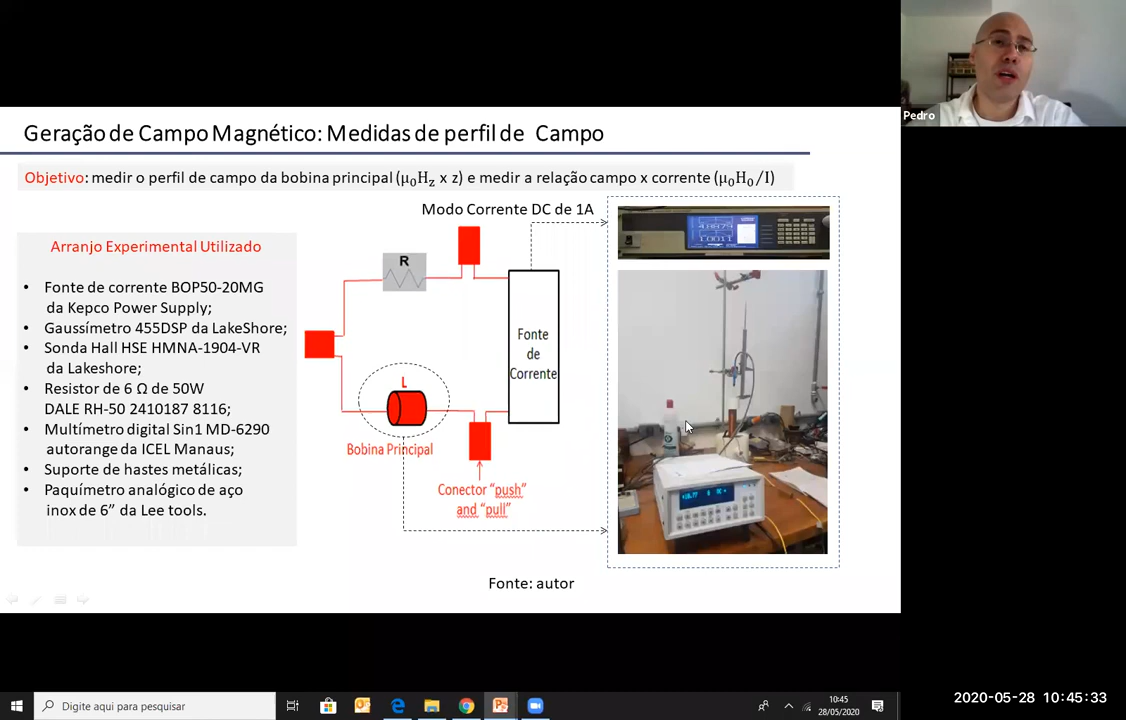 Pedro
Geração de Campo Magnético: Medidas de perfil de Campo
Objetivo: medir o perfil de campo da bobina principal (μ₀H_z x z) e medir a relação campo x corrente (μ₀H₀/I)
Modo Corrente DC de 1A
Arranjo Experimental Utilizado
• Fonte de corrente BOP50-20MG
da Kepco Power Supply;
• Gaussímetro 455DSP da LakeShore;
• Sonda Hall HSE HMNA-1904-VR
da Lakeshore;
• Resistor de 6 Ω de 50W
DALE RH-50 2410187 8116;
• Multímetro digital Sin1 MD-6290
autorange da ICEL Manaus;
• Suporte de hastes metálicas;
• Paquímetro analógico de aço
inox de 6” da Lee tools.
R
Fonte
de
Corrente
L
Bobina Principal
Conector “push”
and “pull”
Fonte: autor
Digite aqui para pesquisar
10:45
28/05/2020
2020-05-28 10:45:33